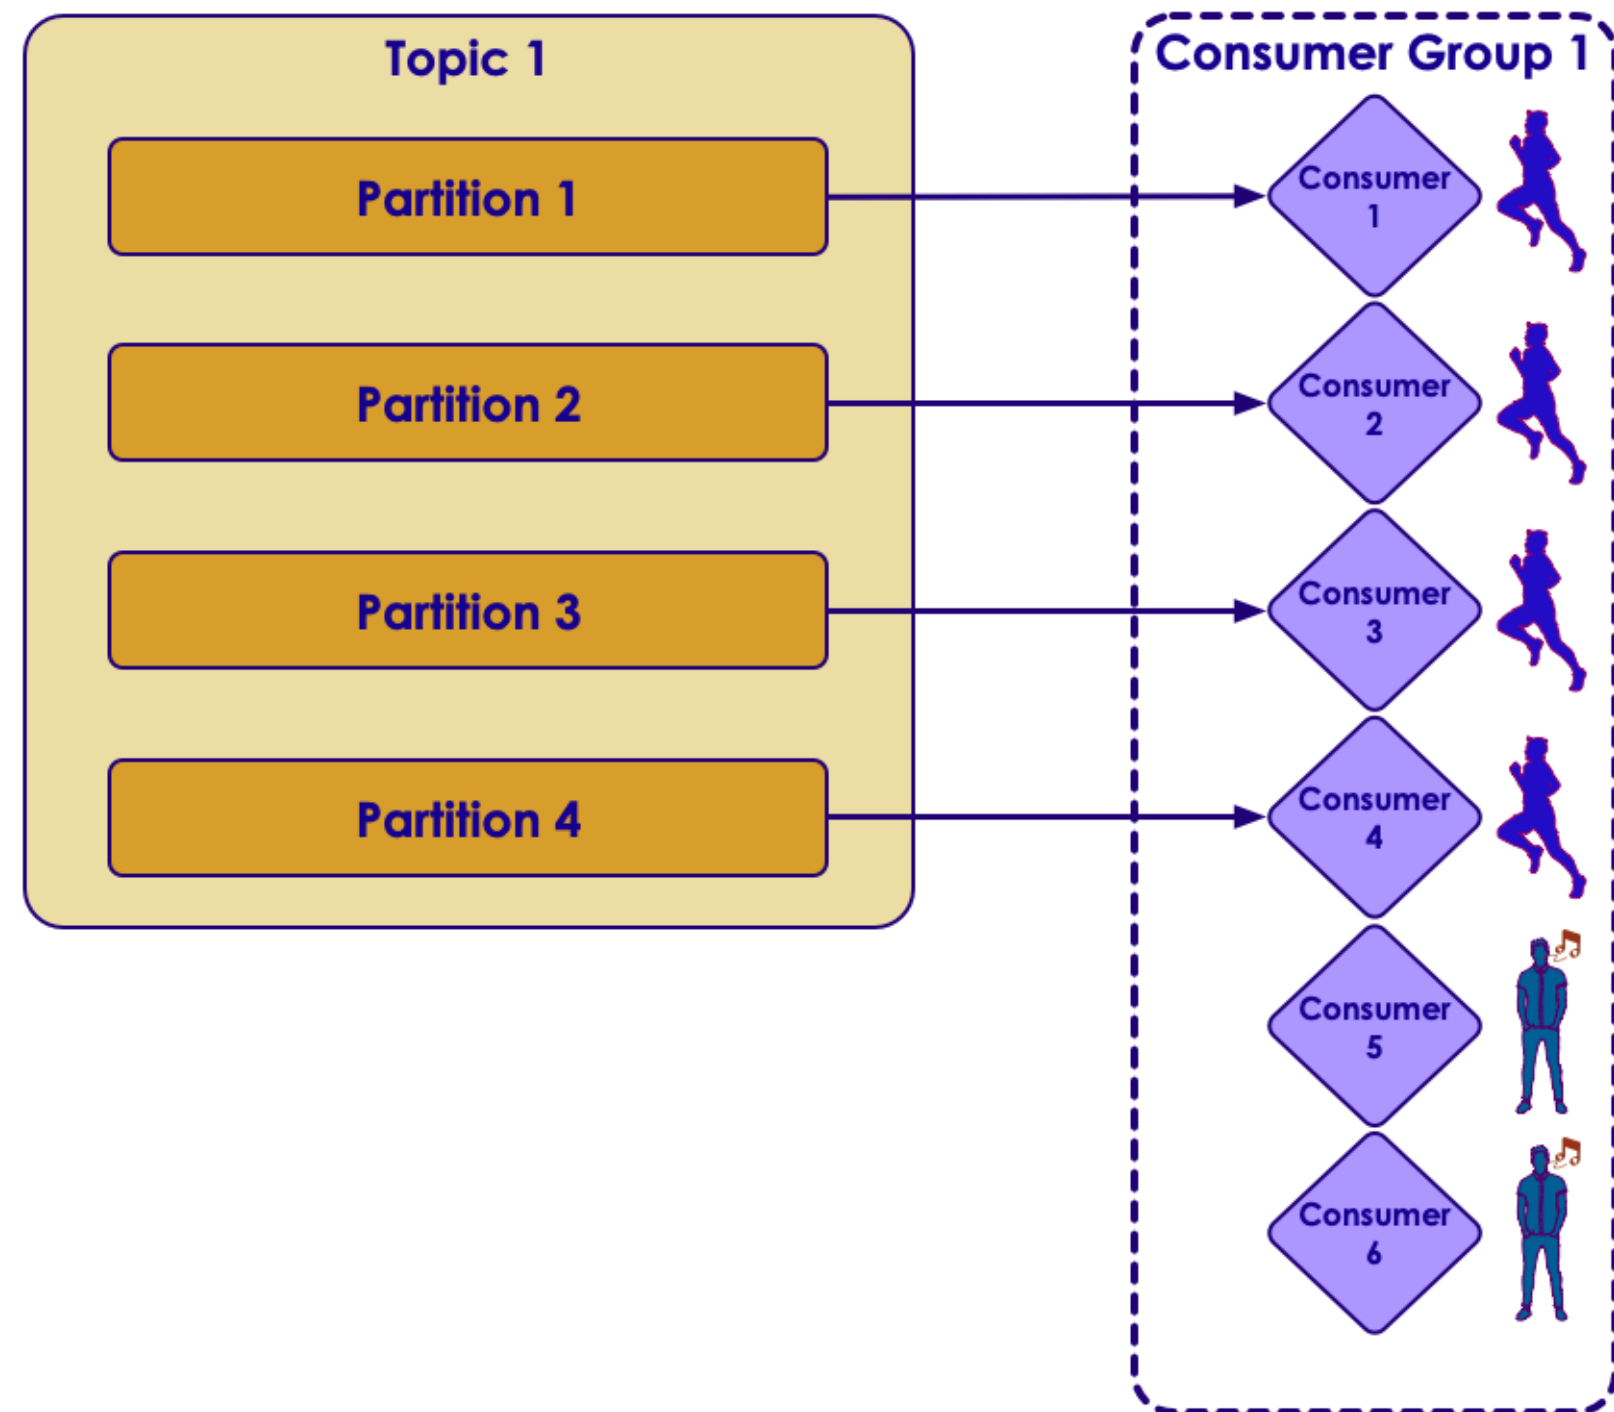 Topic 1
Partition 1
Partition 2
Partition 3
Partition 4
Consumer Group 1
Consumer
1
Consumer
2
Consumer
3
Consumer
4
Consumer
5
Consumer
6